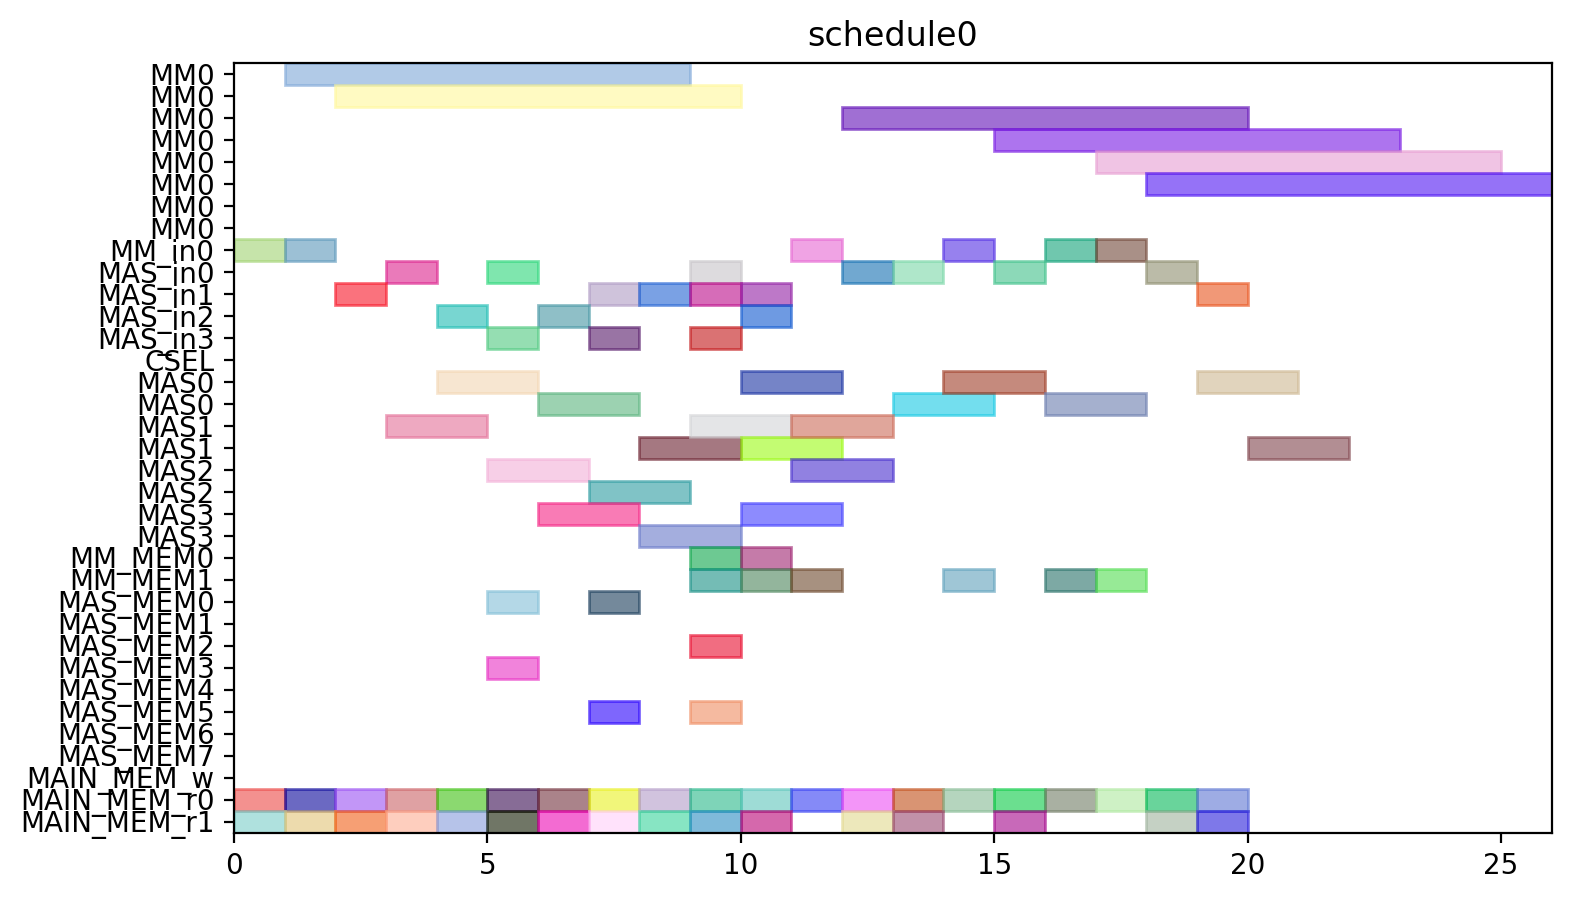 schedule0
MM0
MM0
MM0
MM0
MM0
MM0
MM0
MM0
MM_in0
MAS_in0
MAS_in1
MAS_in2
MAS_in3
CSEL
MAS0
MAS0
MAS1
MAS1
MAS2
MAS2
MAS3
MAS3
MM_MEM0
MM_MEM1
MAS_MEM0
MAS_MEM1
MAS_MEM2
MAS_MEM3
MAS_MEM4
MAS_MEM5
MAS_MEM6
MAS_MEM7
MAIN_MEM_w
MAIN_MEM_r0
MAIN_MEM_r1
0 5 10 15 20 25